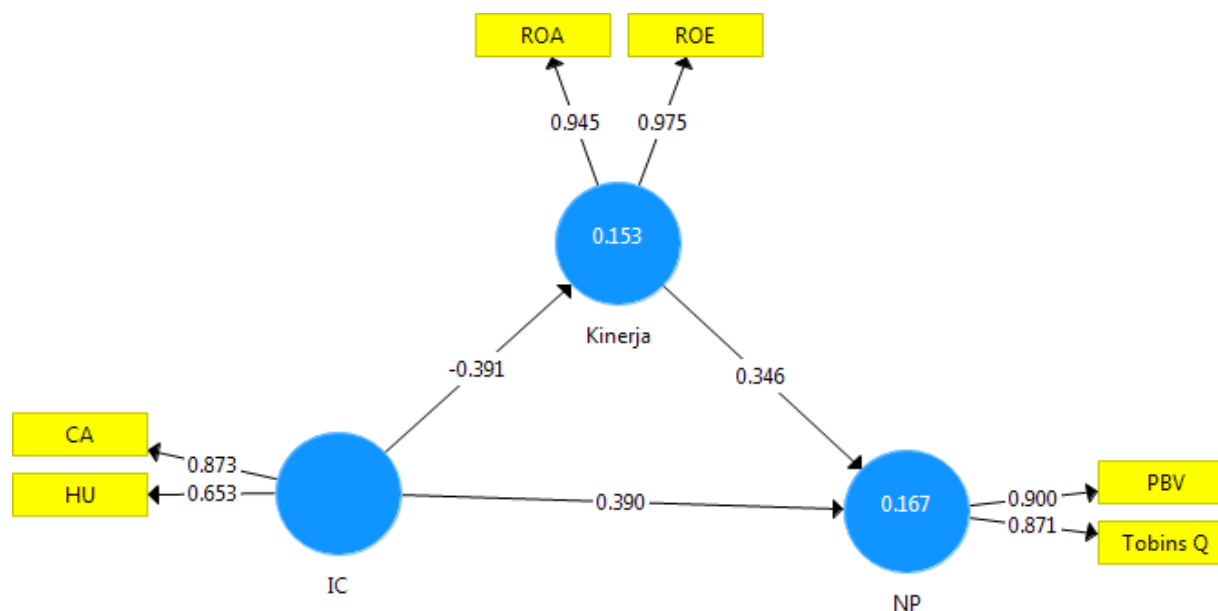 ROA
ROE
0.945
0.975
0.153
Kinerja
-0.391
0.346
CA
0.873
HU
0.653
IC
0.390
0.167
NP
0.900
PBV
0.871
Tobins Q